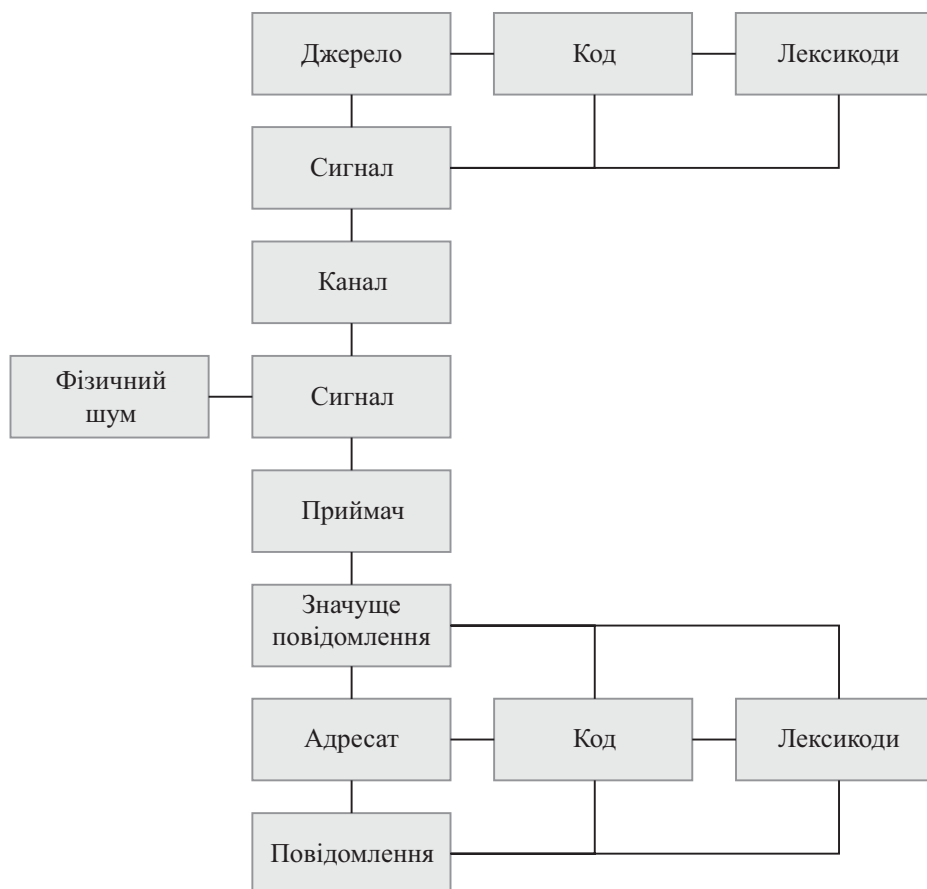 Джерело
Код
Лексикоди
Сигнал
Канал
Фізичний
шум
Сигнал
Приймач
Значуще
повідомлення
Адресат
Код
Лексикоди
Повідомлення